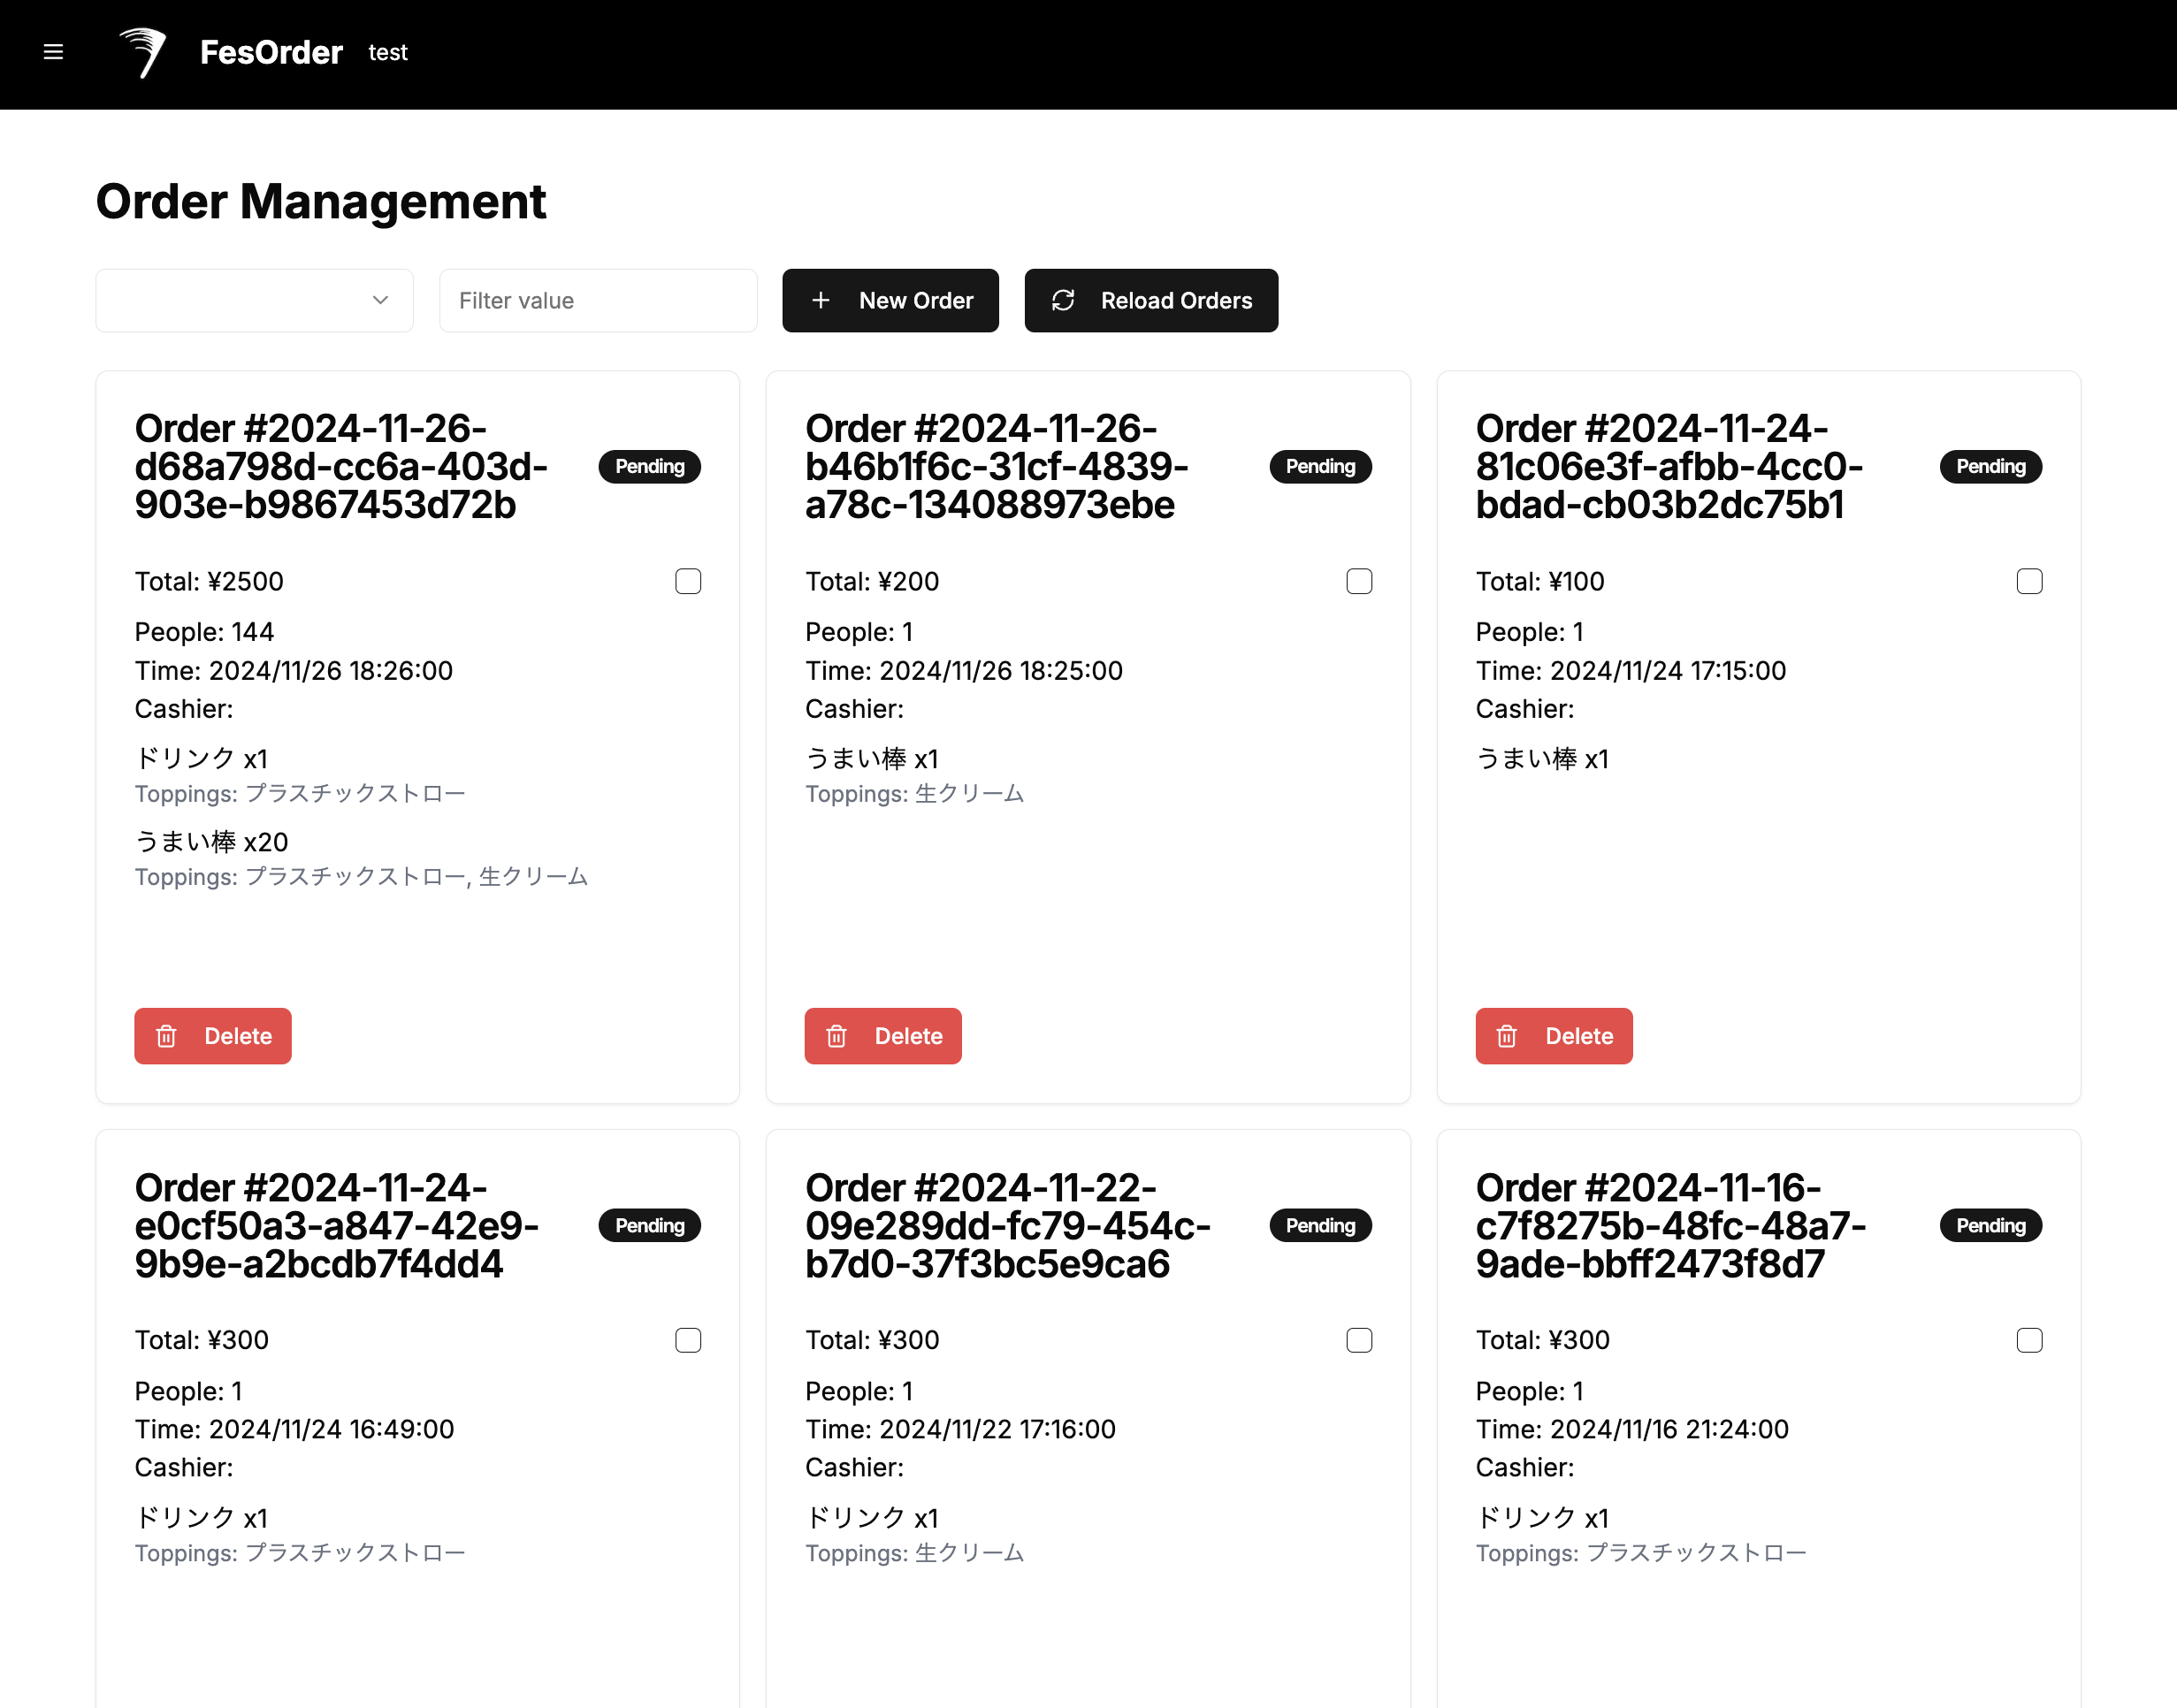 FesOrder test
Order Management
Filter value
New Order
Reload Orders
Order #2024-11-26-
d68a798d-cc6a-403d-
903e-b9867453d72b
Pending
Total: ¥2500
People: 144
Time: 2024/11/26 18:26:00
Cashier:
ドリンク x1
Toppings: プラスチックストロー
うまい棒 x20
Toppings: プラスチックストロー, 生クリーム
Delete
Order #2024-11-26-
b46b1f6c-31cf-4839-
a78c-134088973ebe
Pending
Total: ¥200
People: 1
Time: 2024/11/26 18:25:00
Cashier:
うまい棒 x1
Toppings: 生クリーム
Delete
Order #2024-11-24-
81c06e3f-afbb-4cc0-
bdad-cb03b2dc75b1
Pending
Total: ¥100
People: 1
Time: 2024/11/24 17:15:00
Cashier:
うまい棒 x1
Delete
Order #2024-11-24-
e0cf50a3-a847-42e9-
9b9e-a2bcdb7f4dd4
Pending
Total: ¥300
People: 1
Time: 2024/11/24 16:49:00
Cashier:
ドリンク x1
Toppings: プラスチックストロー
Order #2024-11-22-
09e289dd-fc79-454c-
b7d0-37f3bc5e9ca6
Pending
Total: ¥300
People: 1
Time: 2024/11/22 17:16:00
Cashier:
ドリンク x1
Toppings: 生クリーム
Order #2024-11-16-
c7f8275b-48fc-48a7-
9ade-bbff2473f8d7
Pending
Total: ¥300
People: 1
Time: 2024/11/16 21:24:00
Cashier:
ドリンク x1
Toppings: プラスチックストロー